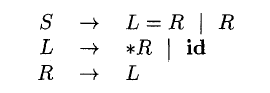 S → L = R | R
L → *R | id
R → L